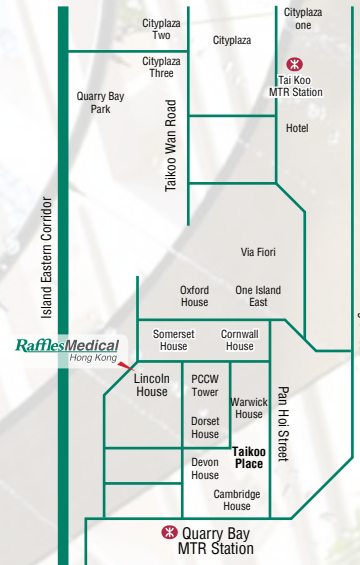 Cityplaza
Two
Cityplaza
Cityplaza
one
Cityplaza
Three
Tai Koo
MTR Station
Quarry Bay
Park
Hotel
Taikoo Wan Road
Island Eastern Corridor
Via Fiori
Oxford
House
One Island
East
Somerset
House
Cornwall
House
RafflesMedical
Hong Kong
Lincoln
House
PCCW
Tower
Warwick
House
Pan Hoi Street
Dorset
House
Taikoo
Place
Devon
House
Cambridge
House
Quarry Bay
MTR Station